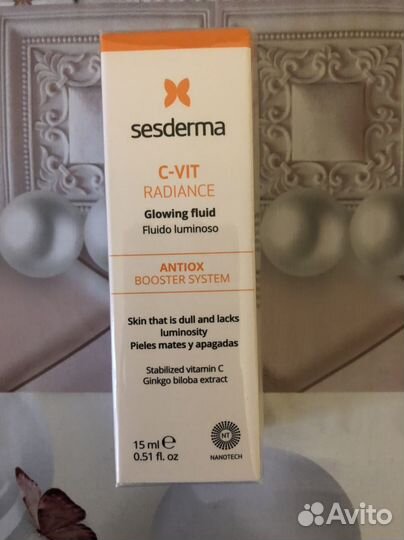 sesderma
C-VIT
RADIANCE
Glowing fluid
Fluido luminoso
ANTIOX
BOOSTER SYSTEM
Skin that is dull and lacks
luminosity
Pieles mates y apagadas
Stabilized vitamin C
Ginkgo biloba extract
15 ml ℮
0.51 fl. oz
NT
NANOTECH
Avito